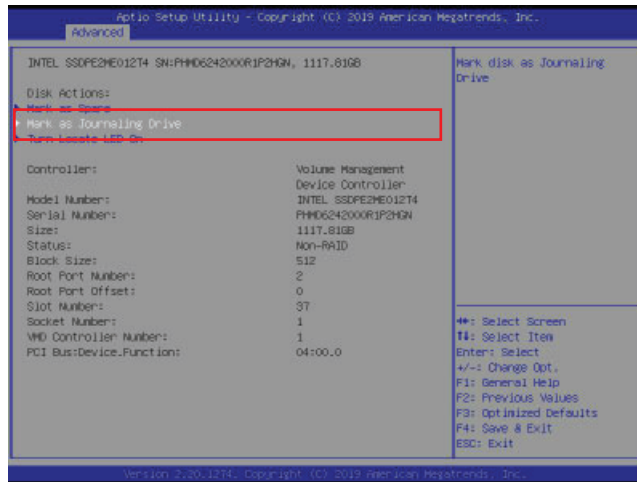 Aptio Setup Utility - Copyright (C) 2019 American Megatrends, Inc.
Advanced
INTEL SSDPE2ME012T4 SN:PHMD6242000R1P2HGN, 1117.81GB
Mark disk as Journaling
Drive
Disk Actions:
Mark as Spare
Mark as Journaling Drive
Turn Locate LED On
Controller: Volume Management
Device Controller
Model Number: INTEL SSDPE2ME012T4
Serial Number: PHMD6242000R1P2HGN
Size: 1117.81GB
Status: Non-RAID
Block Size: 512
Root Port Number: 2
Root Port Offset: 0
Slot Number: 37
Socket Number: 1
VMD Controller Number: 1
PCI Bus:Device.Function: 04:00.0
→←: Select Screen
↑↓: Select Item
Enter: Select
+/-: Change Opt.
F1: General Help
F2: Previous Values
F3: Optimized Defaults
F4: Save & Exit
ESC: Exit
Version 2.20.1274. Copyright (C) 2019 American Megatrends, Inc.